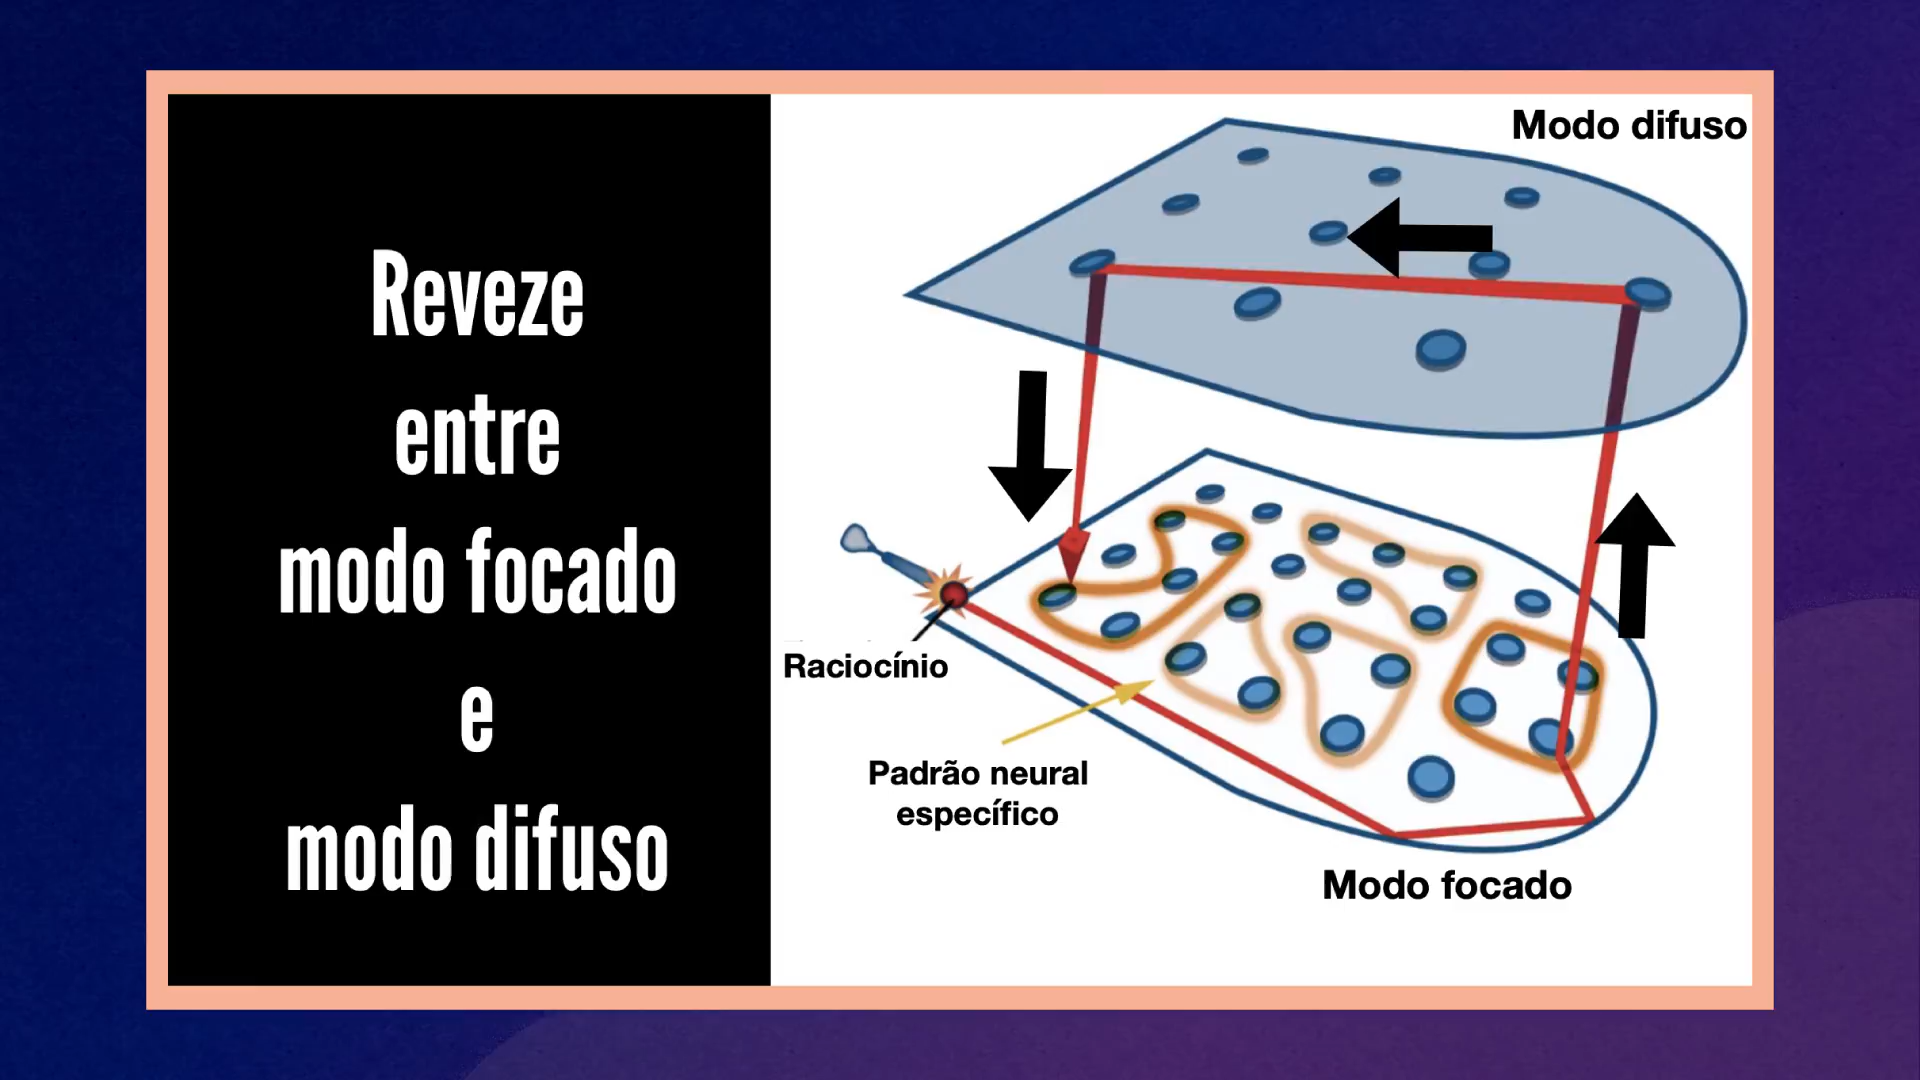 Reveze
entre
modo focado
e
modo difuso
Modo difuso
Raciocínio
Padrão neural
específico
Modo focado